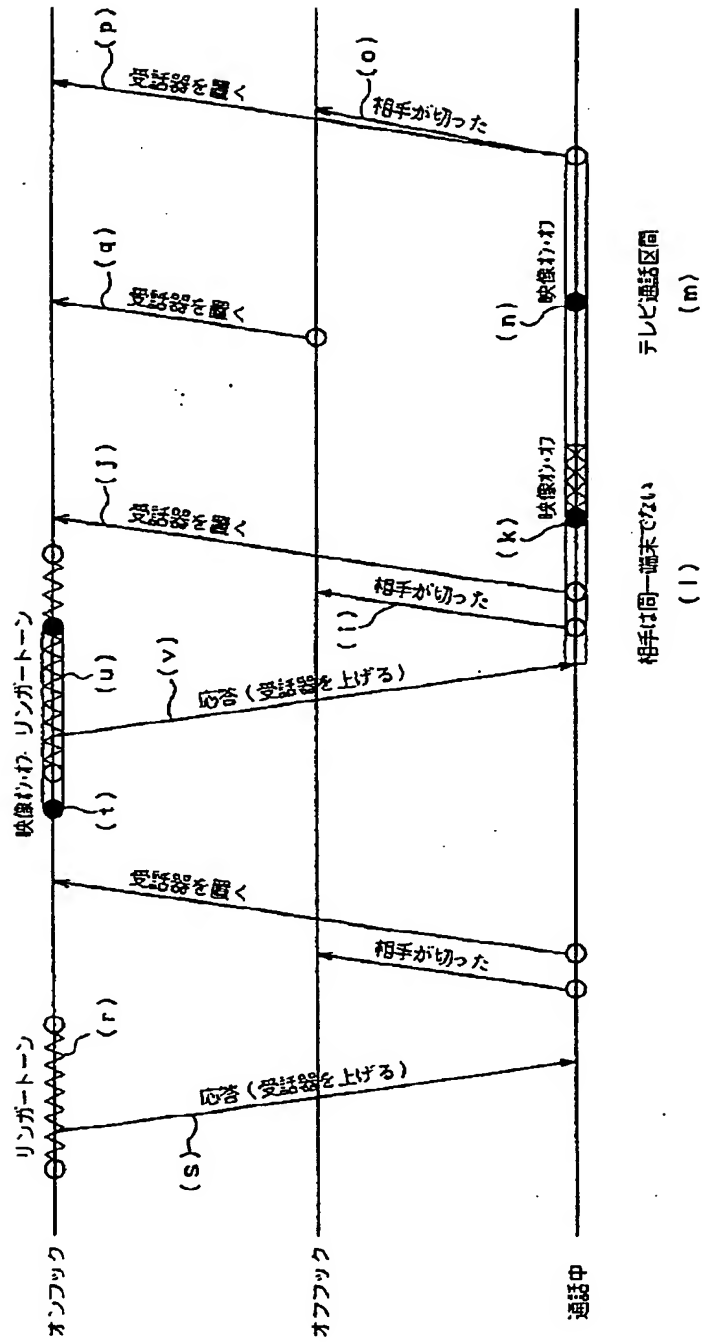 オンフック
オフフック
通話中
リンガートーン
(r)
(s)
応答(受話器を上げる)
相手が切った
受話器を置く
映像オン・オフ
リンガートーン
(t)
(u)
(v)
応答(受話器を上げる)
(i)
相手が切った
(j)
受話器を置く
(k)
映像オン・オフ
相手は同一端末でない
(l)
(q)
受話器を置く
(n)
映像オン・オフ
テレビ通話区間
(m)
(o)
相手が切った
(p)
受話器を置く